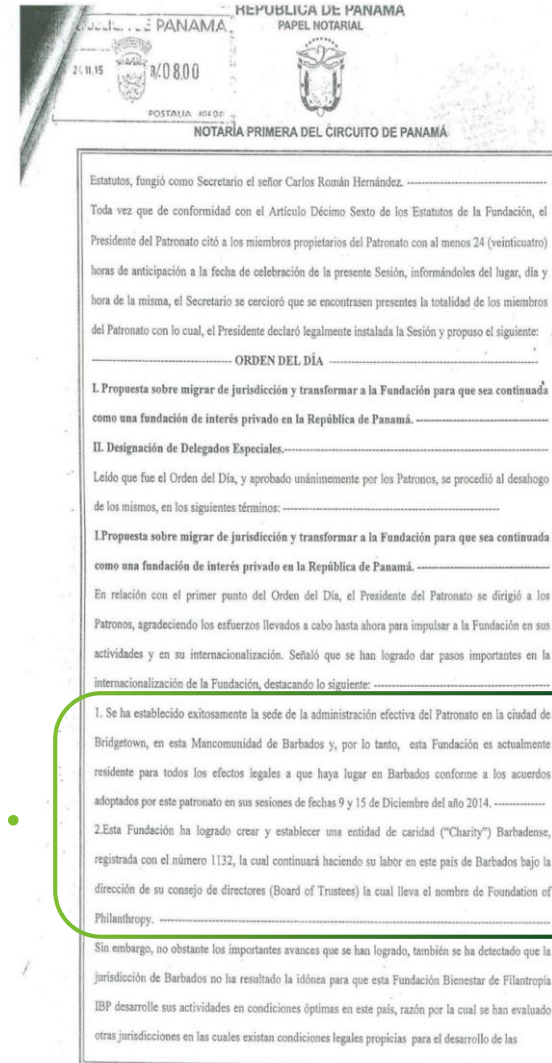 REPÚBLICA DE PANAMÁ
PAPEL NOTARIAL
PANAMA
11.15
B/.0800
POSTALIA
NOTARÍA PRIMERA DEL CIRCUITO DE PANAMÁ
Estatutos, fungió como Secretario el señor Carlos Román Hernández. ------------------------------------
Toda vez que de conformidad con el Artículo Décimo Sexto de los Estatutos de la Fundación, el
Presidente del Patronato citó a los miembros propietarios del Patronato con al menos 24 (veinticuatro)
horas de anticipación a la fecha de celebración de la presente Sesión, informándoles del lugar, día y
hora de la misma, el Secretario se cercioró que se encontrasen presentes la totalidad de los miembros
del Patronato con lo cual, el Presidente declaró legalmente instalada la Sesión y propuso el siguiente:
------------------------------------ ORDEN DEL DÍA ------------------------------------
I. Propuesta sobre migrar de jurisdicción y transformar a la Fundación para que sea continuada
como una fundación de interés privado en la República de Panamá. ---------------------------------
II. Designación de Delegados Especiales.----------------------------------------------------------------
Leído que fue el Orden del Día, y aprobado unánimemente por los Patronos, se procedió al desahogo
de los mismos, en los siguientes términos: -------------------------------------------------------
I.Propuesta sobre migrar de jurisdicción y transformar a la Fundación para que sea continuada
como una fundación de interés privado en la República de Panamá. ---------------------------------
En relación con el primer punto del Orden del Día, el Presidente del Patronato se dirigió a los
Patronos, agradeciendo los esfuerzos llevados a cabo hasta ahora para impulsar a la Fundación en sus
actividades y en su internacionalización. Señaló que se han logrado dar pasos importantes en la
internacionalización de la Fundación, destacando lo siguiente: --------------------------------------------
1. Se ha establecido exitosamente la sede de la administración efectiva del Patronato en la ciudad de
Bridgetown, en esta Mancomunidad de Barbados y, por lo tanto, esta Fundación es actualmente
residente para todos los efectos legales a que haya lugar en Barbados conforme a los acuerdos
adoptados por este patronato en sus sesiones de fechas 9 y 15 de Diciembre del año 2014. -------------
2.Esta Fundación ha logrado crear y establecer una entidad de caridad ("Charity") Barbadense,
registrada con el número 1132, la cual continuará haciendo su labor en este país de Barbados bajo la
dirección de su consejo de directores (Board of Trustees) la cual lleva el nombre de Foundation of
Philanthropy. ----------------------------------------------------------------------------------------------------
Sin embargo, no obstante los importantes avances que se han logrado, también se ha detectado que la
jurisdicción de Barbados no ha resultado la idónea para que esta Fundación Bienestar de Filantropía
IBP desarrolle sus actividades en condiciones óptimas en este país, razón por la cual se han evaluado
otras jurisdicciones en las cuales existan condiciones legales propicias para el desarrollo de las